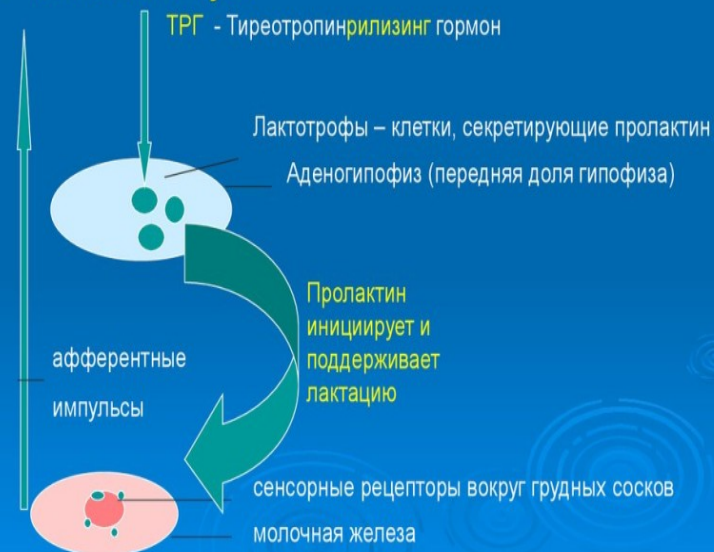 ТРГ - Тиреотропинрилизинг гормон
Лактотрофы – клетки, секретирующие пролактин
Аденогипофиз (передняя доля гипофиза)
Пролактин
инициирует и
поддерживает
лактацию
афферентные
импульсы
сенсорные рецепторы вокруг грудных сосков
молочная железа